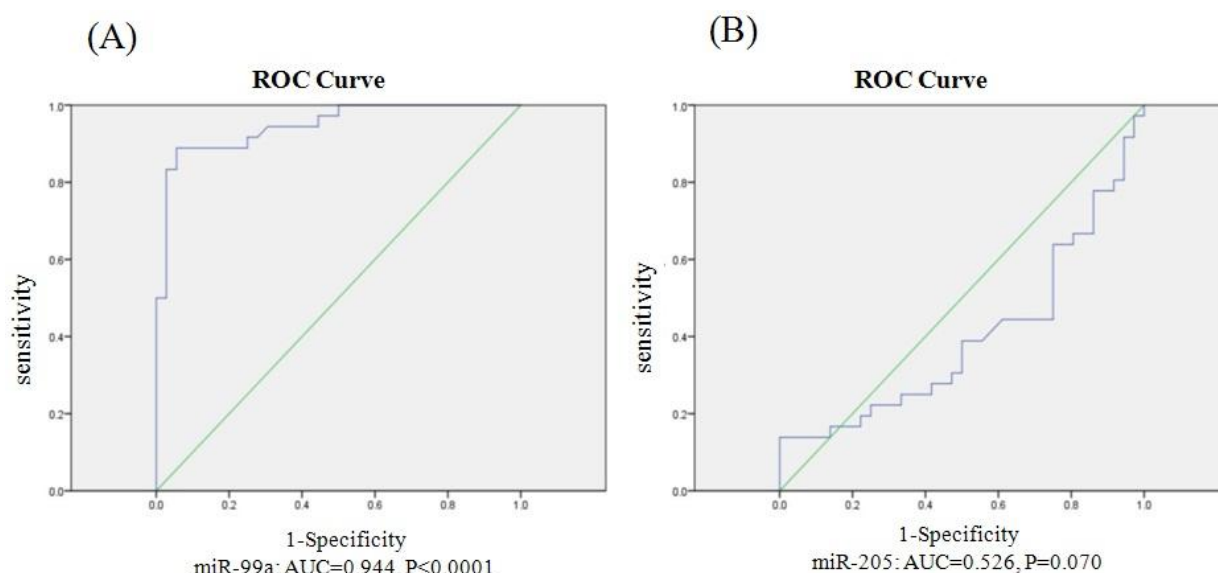 (A)
ROC Curve
1.0
0.8
0.6
0.4
0.2
0.0
sensitivity
0.0 0.2 0.4 0.6 0.8 1.0
1-Specificity
miR-99a: AUC=0.944, P<0.0001
(B)
ROC Curve
1.0
0.8
0.6
0.4
0.2
0.0
sensitivity
0.0 0.2 0.4 0.6 0.8 1.0
1-Specificity
miR-205: AUC=0.526, P=0.070